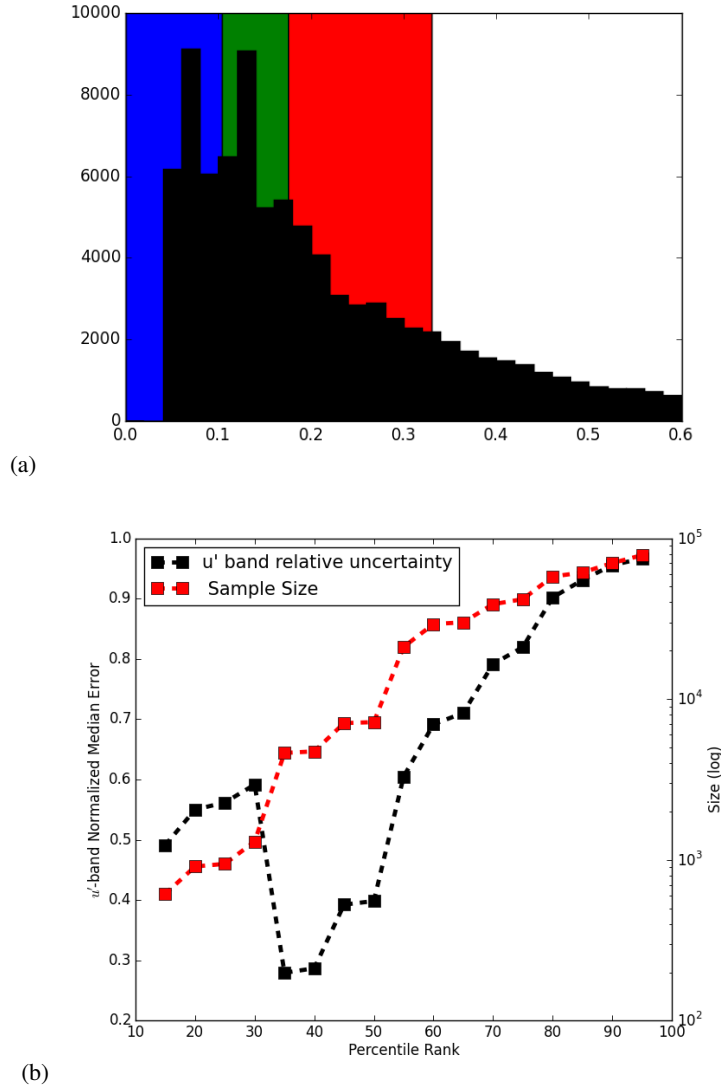 10000
8000
6000
4000
2000
0
0.0 0.1 0.2 0.3 0.4 0.5 0.6
(a)
u' band relative uncertainty
Sample Size
1.0
0.9
0.8
0.7
0.6
0.5
0.4
0.3
0.2
u'-band Normalized Median Error
10^5
10^4
10^3
10^2
Size (log)
10 20 30 40 50 60 70 80 90 100
Percentile Rank
(b)